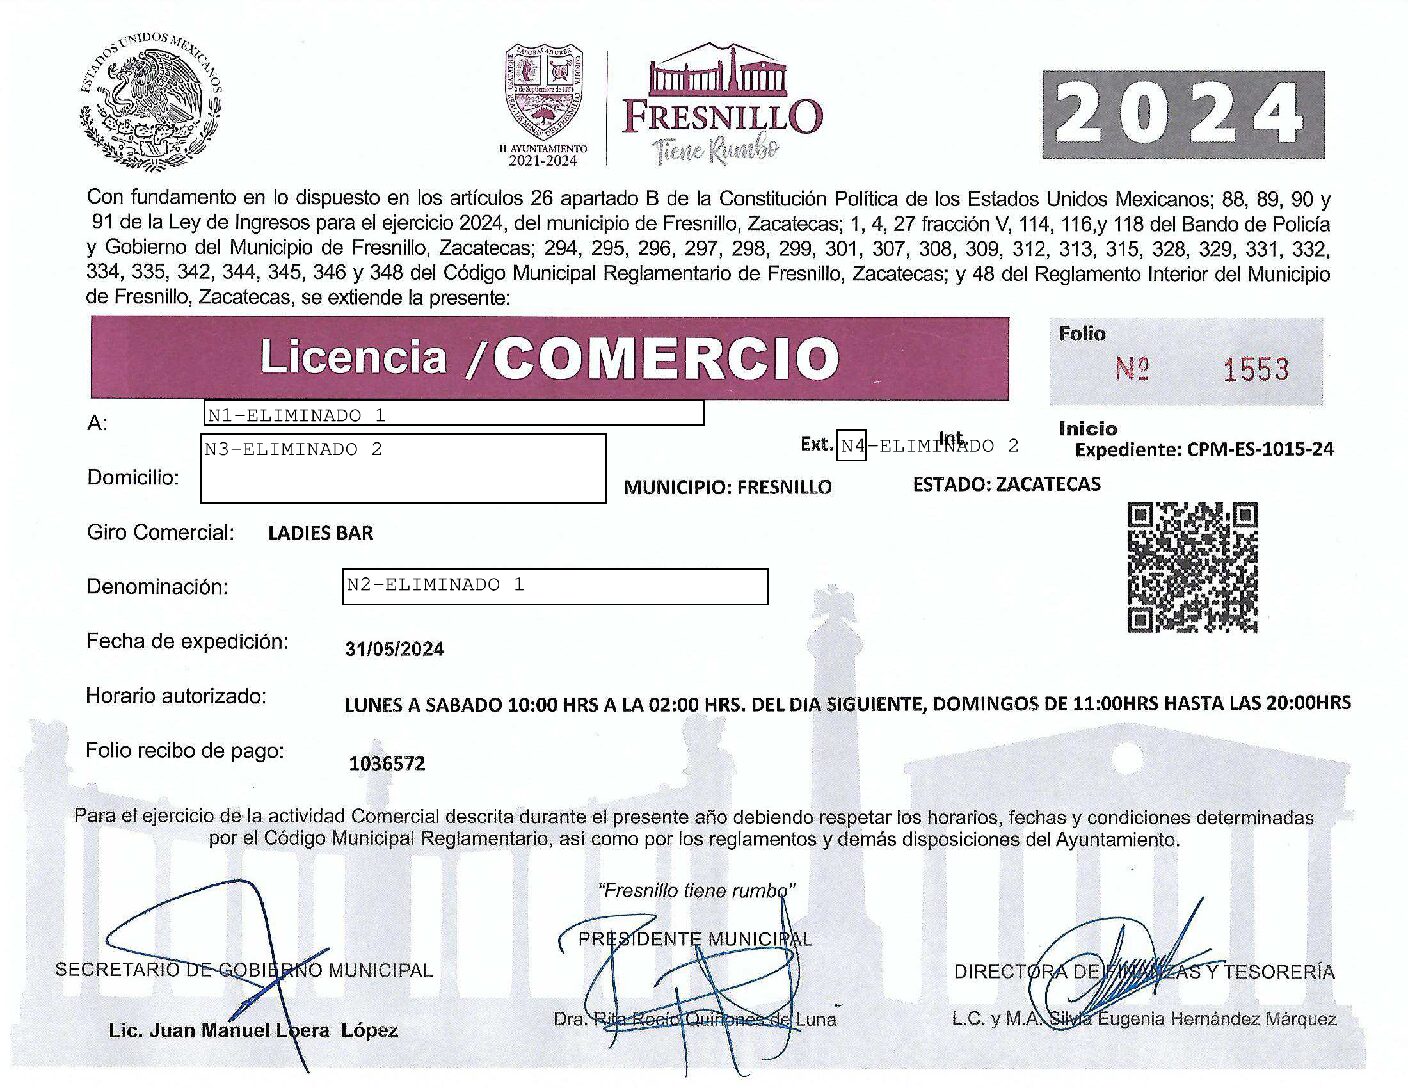 ESTADOS UNIDOS MEXICANOS
H AYUNTAMIENTO
2021-2024
FRESNILLO
Tiene Rumbo
2024
Con fundamento en lo dispuesto en los artículos 26 apartado B de la Constitución Política de los Estados Unidos Mexicanos; 88, 89, 90 y
91 de la Ley de Ingresos para el ejercicio 2024, del municipio de Fresnillo, Zacatecas; 1, 4, 27 fracción V, 114, 116,y 118 del Bando de Policía
y Gobierno del Municipio de Fresnillo, Zacatecas; 294, 295, 296, 297, 298, 299, 301, 307, 308, 309, 312, 313, 315, 328, 329, 331, 332,
334, 335, 342, 344, 345, 346 y 348 del Código Municipal Reglamentario de Fresnillo, Zacatecas; y 48 del Reglamento Interior del Municipio
de Fresnillo, Zacatecas, se extiende la presente:
Licencia /COMERCIO
Folio
Nº 1553
A: N1-ELIMINADO 1
Inicio
Expediente: CPM-ES-1015-24
Domicilio: N3-ELIMINADO 2
Ext. N4-ELIMINADO 2 Int.
MUNICIPIO: FRESNILLO ESTADO: ZACATECAS
Giro Comercial: LADIES BAR
Denominación: N2-ELIMINADO 1
Fecha de expedición: 31/05/2024
Horario autorizado: LUNES A SABADO 10:00 HRS A LA 02:00 HRS. DEL DIA SIGUIENTE, DOMINGOS DE 11:00HRS HASTA LAS 20:00HRS
Folio recibo de pago: 1036572
Para el ejercicio de la actividad Comercial descrita durante el presente año debiendo respetar los horarios, fechas y condiciones determinadas
por el Código Municipal Reglamentario, así como por los reglamentos y demás disposiciones del Ayuntamiento.
"Fresnillo tiene rumbo"
SECRETARIO DE GOBIERNO MUNICIPAL
Lic. Juan Manuel Loera López
PRESIDENTE MUNICIPAL
Dra. Rita Rocío Quiñones de Luna
DIRECTORA DE FINANZAS Y TESORERÍA
L.C. y M.A. Silvia Eugenia Hernández Márquez